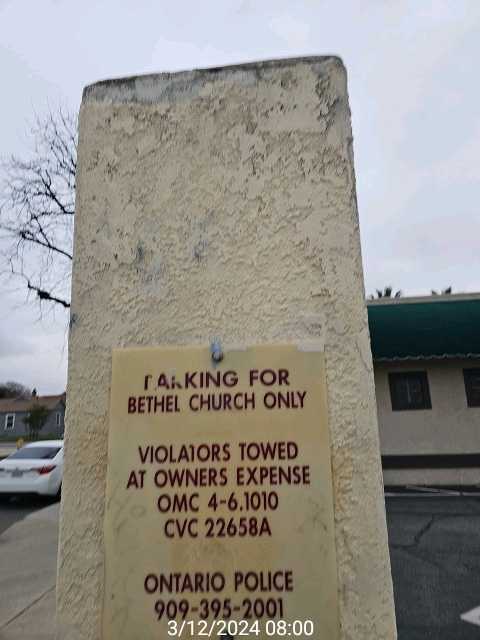 PARKING FOR
BETHEL CHURCH ONLY
VIOLATORS TOWED
AT OWNERS EXPENSE
OMC 4-6.1010
CVC 22658A
ONTARIO POLICE
909-395-2001
3/12/2024 08:00